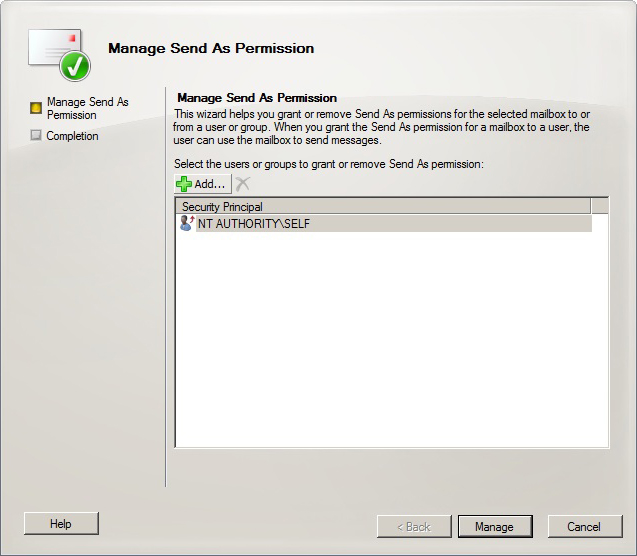 Manage Send As Permission
Manage Send As
Permission
Completion
Manage Send As Permission
This wizard helps you grant or remove Send As permissions for the selected mailbox to or
from a user or group. When you grant the Send As permission for a mailbox to a user, the
user can use the mailbox to send messages.
Select the users or groups to grant or remove Send As permission:
Add...
Security Principal
NT AUTHORITY\SELF
Help
< Back
Manage
Cancel